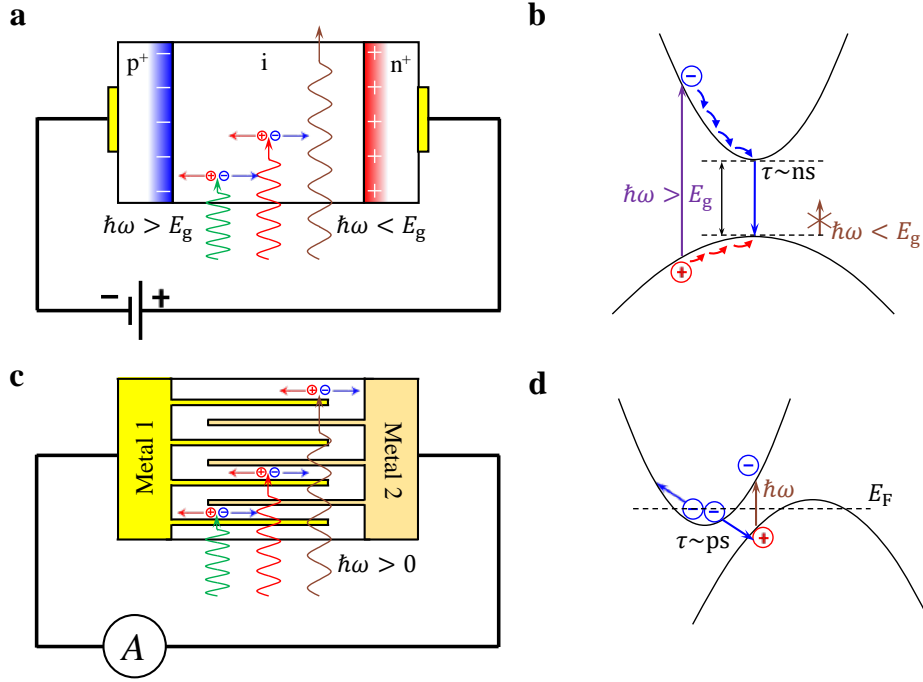 a
p⁺
i
n⁺
ħω > E_g
ħω < E_g
− +
b
ħω > E_g
τ~ns
ħω < E_g
c
Metal 1
Metal 2
ħω > 0
A
d
ħω
E_F
τ~ps